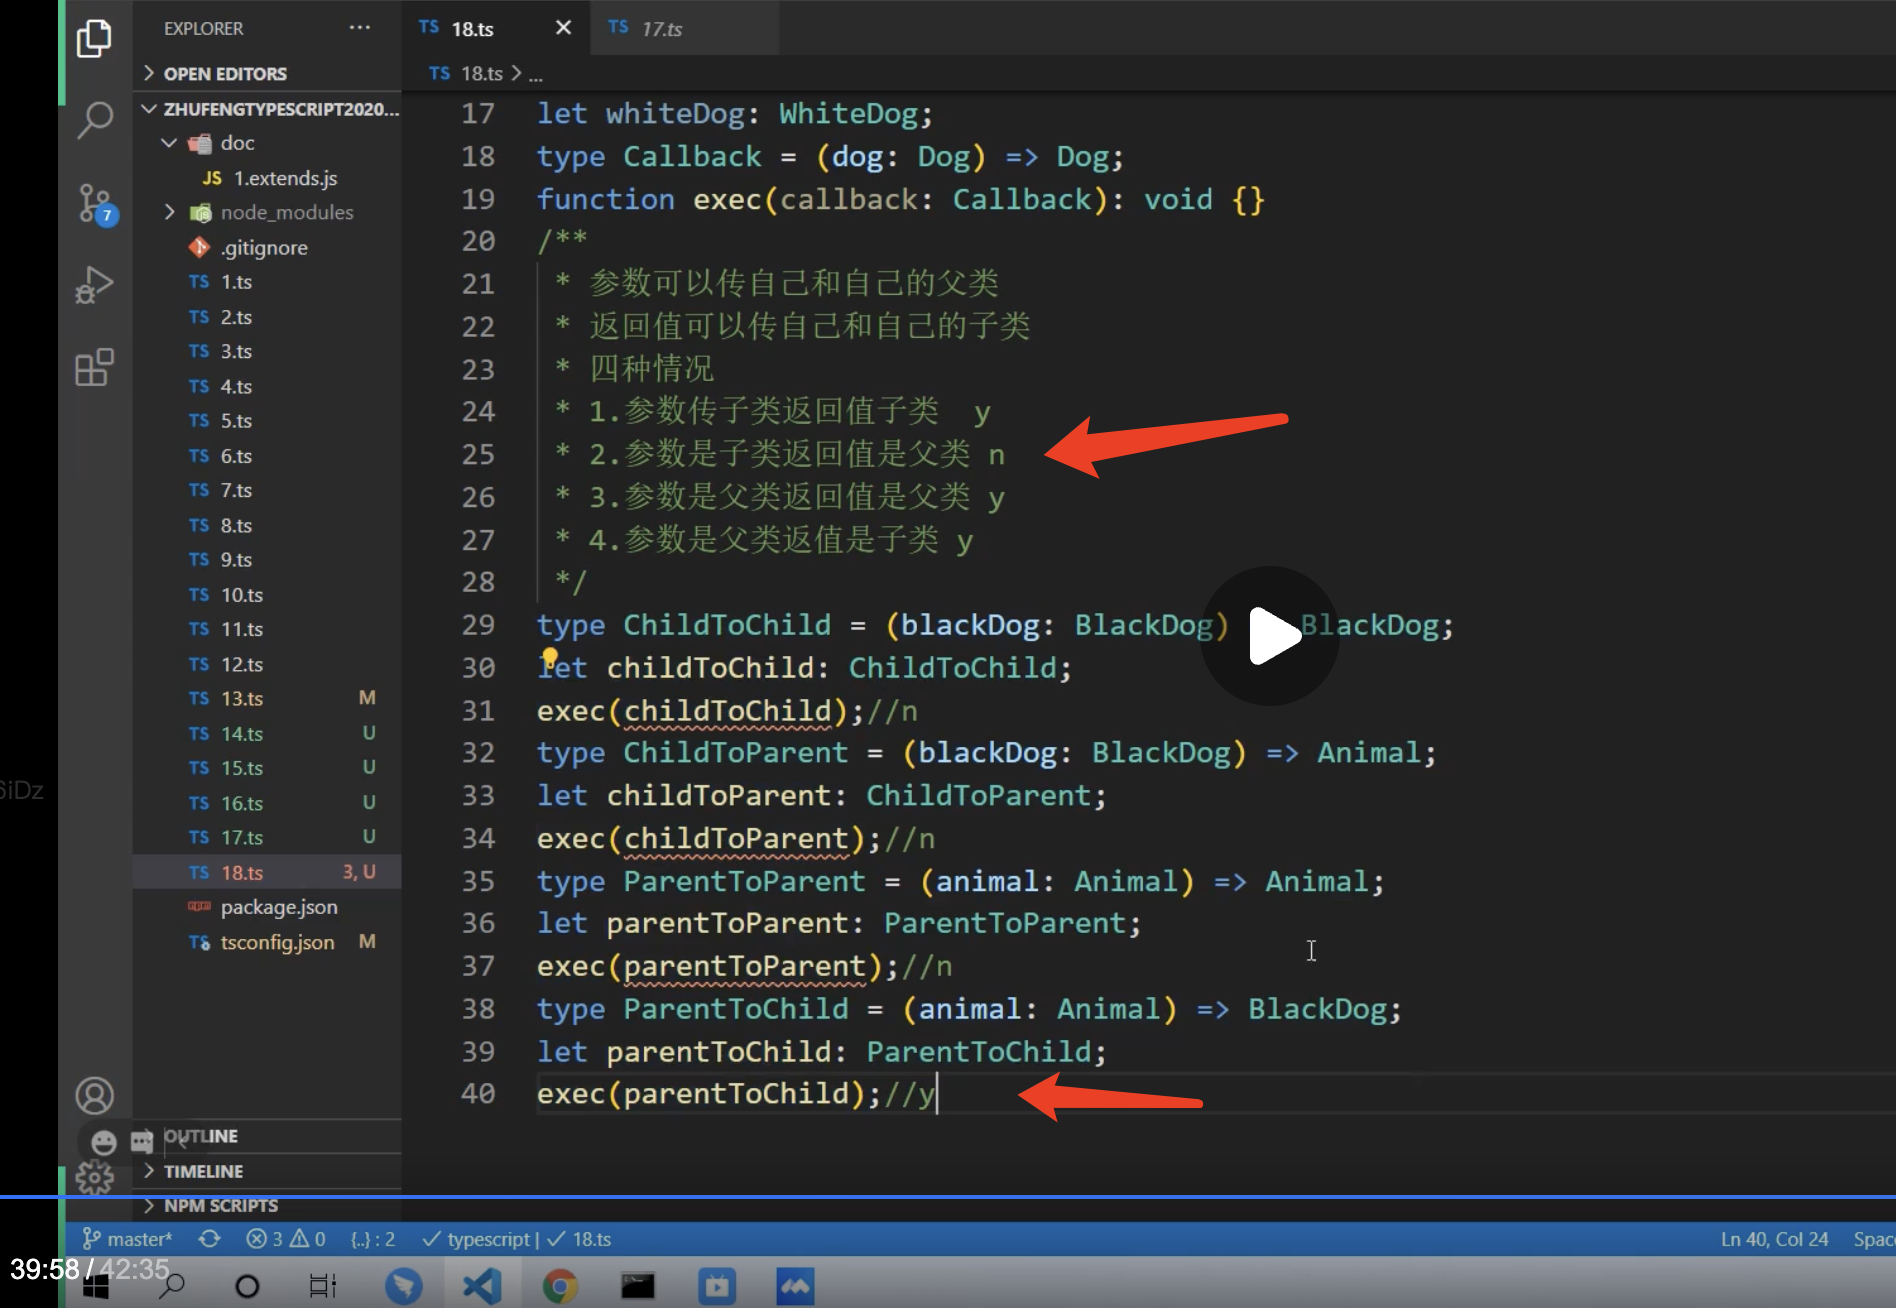 EXPLORER ...
18.ts
17.ts
OPEN EDITORS
TS 18.ts > ...
ZHUFENGTYPESCRIPT2020...
doc
JS 1.extends.js
node_modules
.gitignore
TS 1.ts
TS 2.ts
TS 3.ts
TS 4.ts
TS 5.ts
TS 6.ts
TS 7.ts
TS 8.ts
TS 9.ts
TS 10.ts
TS 11.ts
TS 12.ts
TS 13.ts M
TS 14.ts U
TS 15.ts U
TS 16.ts U
TS 17.ts U
TS 18.ts 3, U
package.json
tsconfig.json M
OUTLINE
TIMELINE
NPM SCRIPTS
7
17 let whiteDog: WhiteDog;
18 type Callback = (dog: Dog) => Dog;
19 function exec(callback: Callback): void {}
20 /**
21 * 参数可以传自己和自己的父类
22 * 返回值可以传自己和自己的子类
23 * 四种情况
24 * 1.参数传子类返回值子类 y
25 * 2.参数是子类返回值是父类 n
26 * 3.参数是父类返回值是父类 y
27 * 4.参数是父类返值是子类 y
28 */
29 type ChildToChild = (blackDog: BlackDog) BlackDog;
30 let childToChild: ChildToChild;
31 exec(childToChild);//n
32 type ChildToParent = (blackDog: BlackDog) => Animal;
33 let childToParent: ChildToParent;
34 exec(childToParent);//n
35 type ParentToParent = (animal: Animal) => Animal;
36 let parentToParent: ParentToParent;
37 exec(parentToParent);//n
38 type ParentToChild = (animal: Animal) => BlackDog;
39 let parentToChild: ParentToChild;
40 exec(parentToChild);//y
master* 3 0 {..} : 2 typescript | 18.ts Ln 40, Col 24
39:58 / 42:35